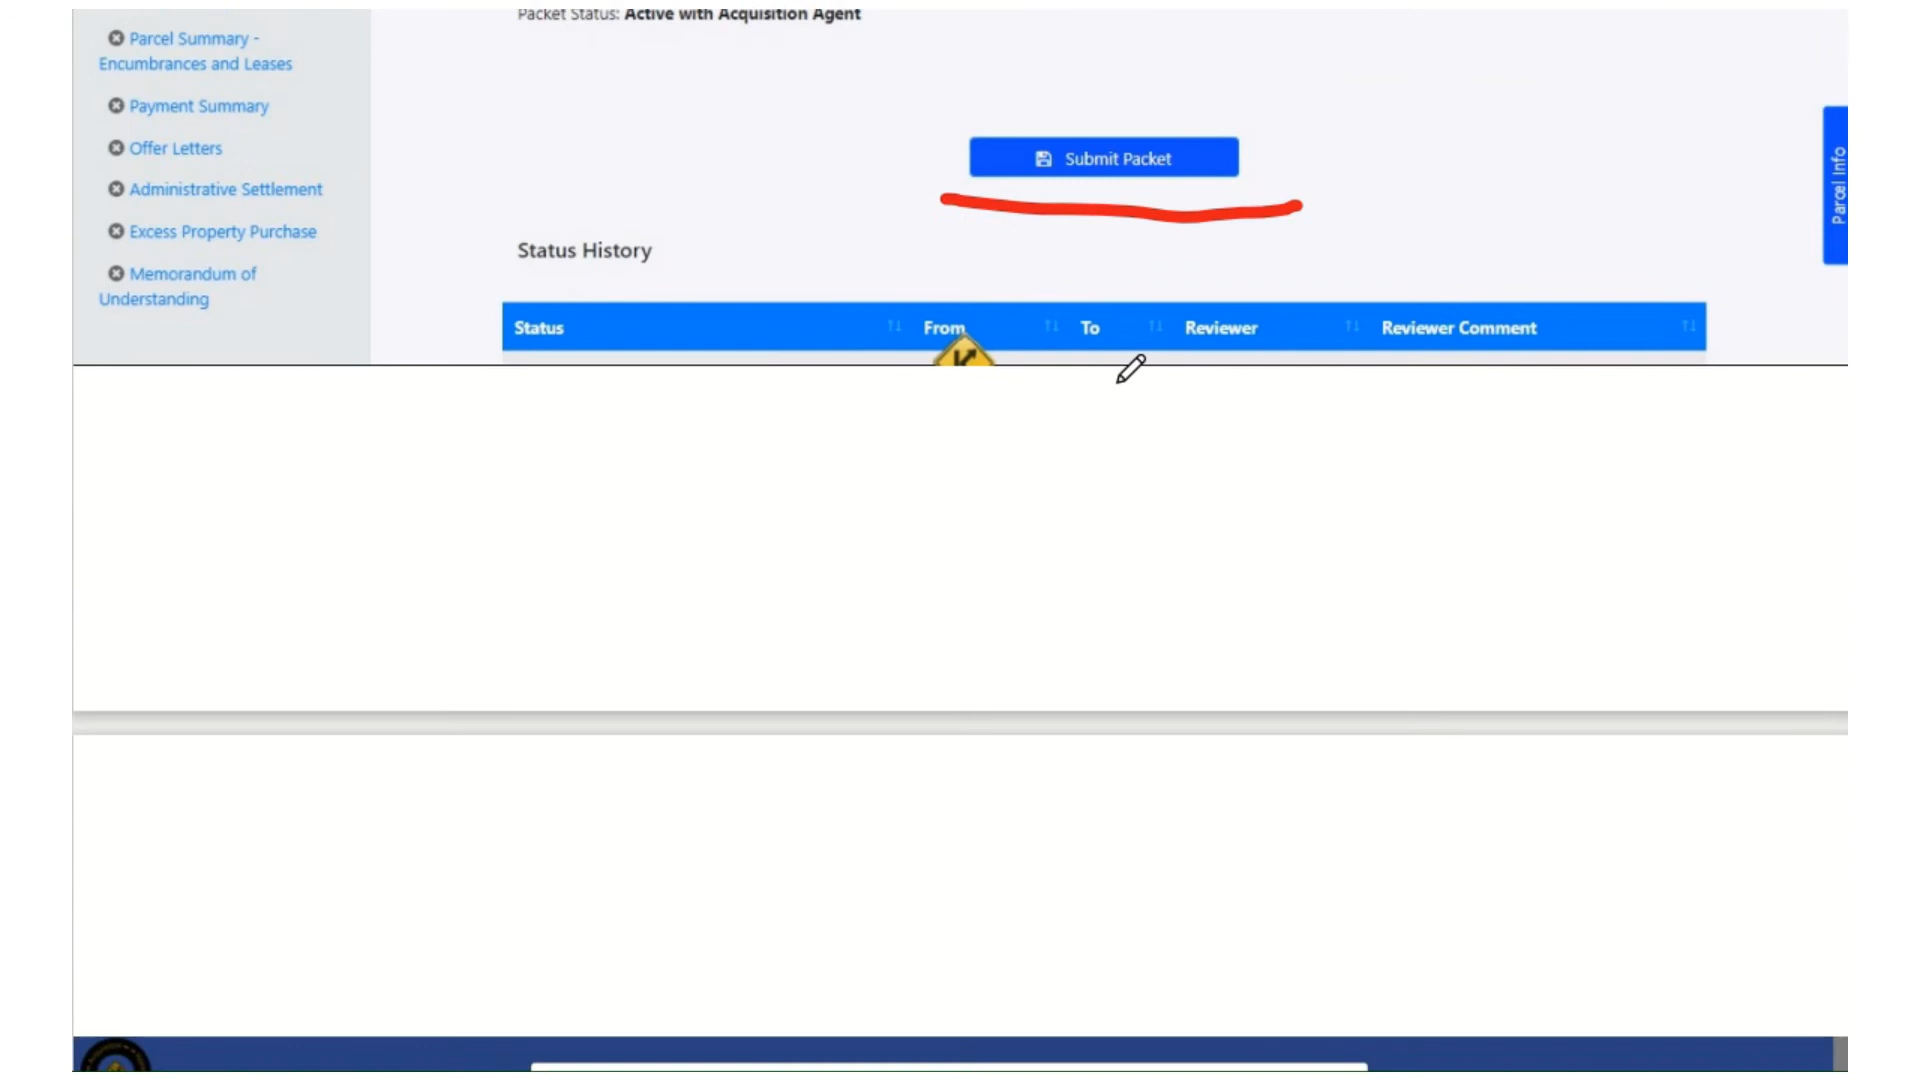 Packet Status: Active with Acquisition Agent
Parcel Summary -
Encumbrances and Leases
Payment Summary
Offer Letters
Administrative Settlement
Excess Property Purchase
Memorandum of
Understanding
Submit Packet
Status History
Status From To Reviewer Reviewer Comment
Parcel Info